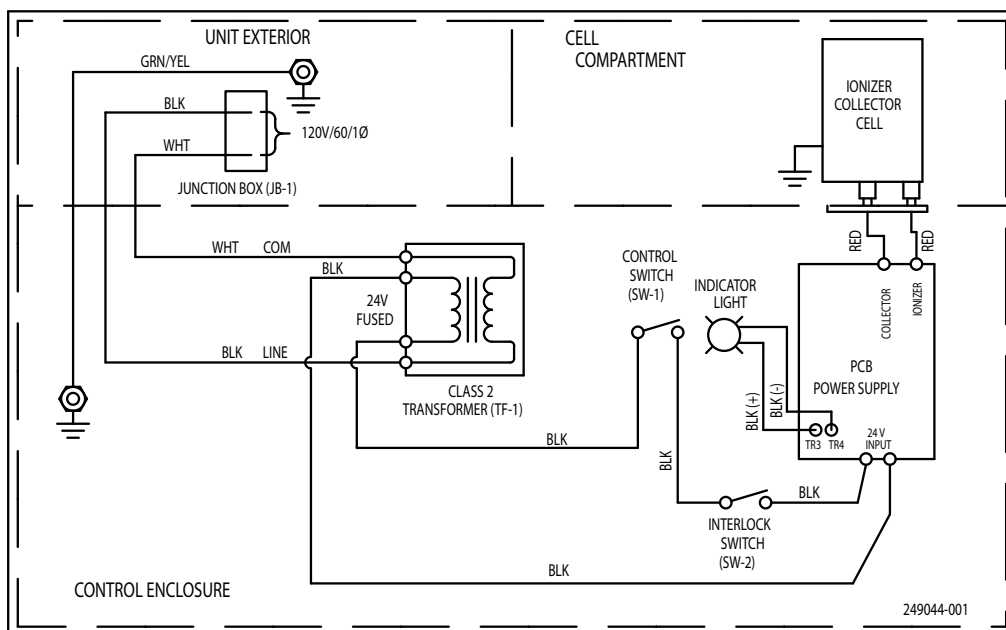 UNIT EXTERIOR
GRN/YEL
BLK
120V/60/1Ø
WHT
JUNCTION BOX (JB-1)
CELL
COMPARTMENT
IONIZER
COLLECTOR
CELL
RED
RED
WHT COM
BLK
24V
FUSED
BLK LINE
CLASS 2
TRANSFORMER (TF-1)
BLK
CONTROL
SWITCH
(SW-1)
INDICATOR
LIGHT
COLLECTOR
IONIZER
PCB
POWER SUPPLY
BLK (+)
BLK (-)
TR3 TR4
24 V
INPUT
BLK
BLK
INTERLOCK
SWITCH
(SW-2)
BLK
CONTROL ENCLOSURE
249044-001